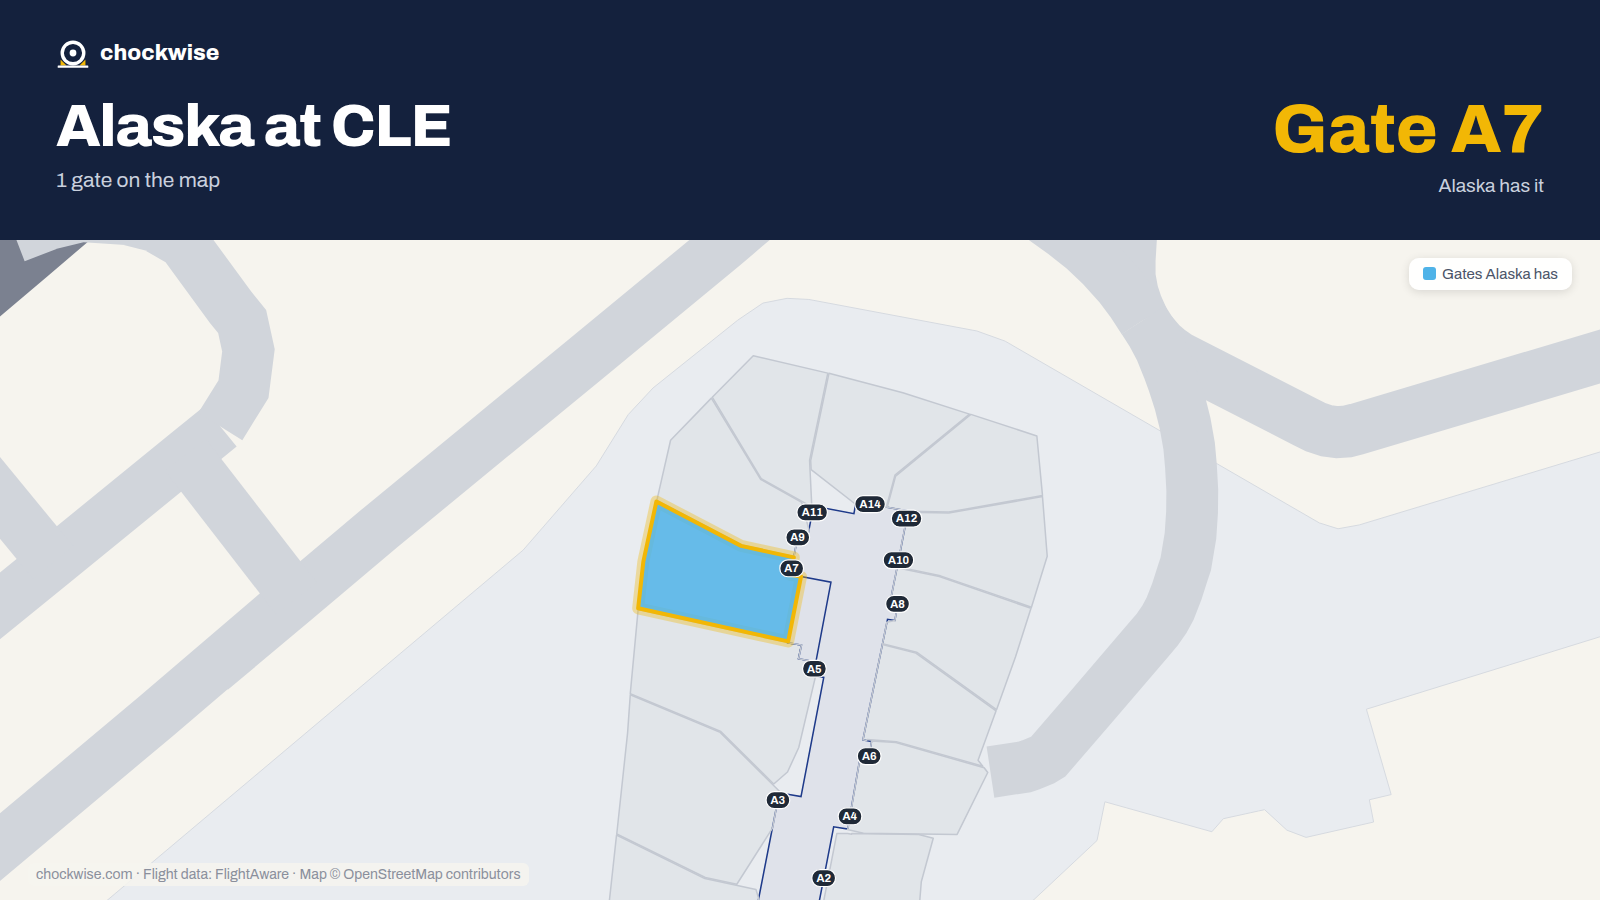 chockwise
Alaska at CLE
1 gate on the map
Gate A7
Alaska has it
Gates Alaska has
A14
A11
A12
A9
A10
A7
A8
A5
A6
A3
A4
A2
chockwise.com · Flight data: FlightAware · Map © OpenStreetMap contributors